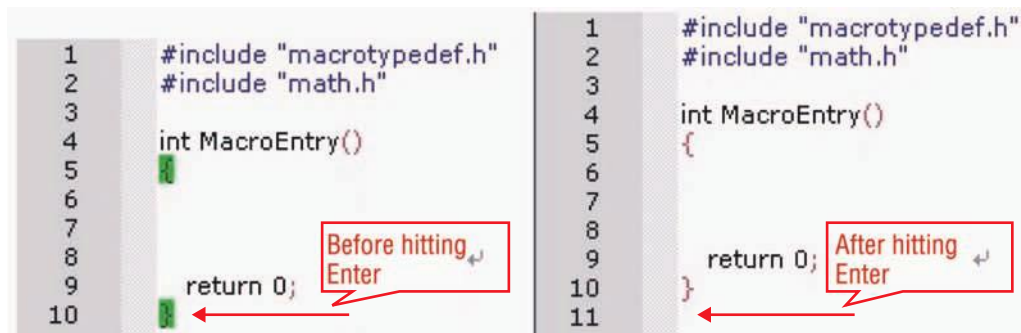 1 #include "macrotypedef.h"
2 #include "math.h"
3
4 int MacroEntry()
5 {
6
7
8
9 return 0;
10 }
Before hitting ↵
Enter
1 #include "macrotypedef.h"
2 #include "math.h"
3
4 int MacroEntry()
5 {
6
7
8
9 return 0;
10 }
11
After hitting ↵
Enter